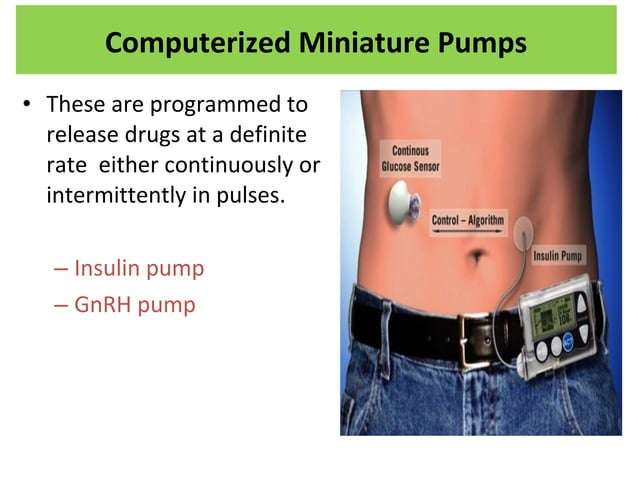 Computerized Miniature Pumps
• These are programmed to
release drugs at a definite
rate either continuously or
intermittently in pulses.
– Insulin pump
– GnRH pump
Continous
Glucose Sensor
Control – Algorithm
Insulin Pump